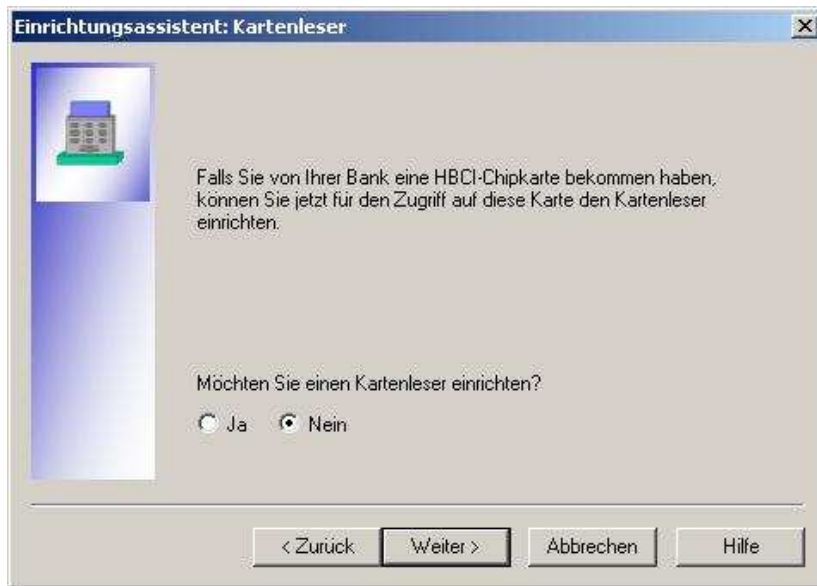 Einrichtungsassistent: Kartenleser
Falls Sie von Ihrer Bank eine HBCI-Chipkarte bekommen haben,
können Sie jetzt für den Zugriff auf diese Karte den Kartenleser
einrichten.
Möchten Sie einen Kartenleser einrichten?
Ja Nein
< Zurück Weiter > Abbrechen Hilfe